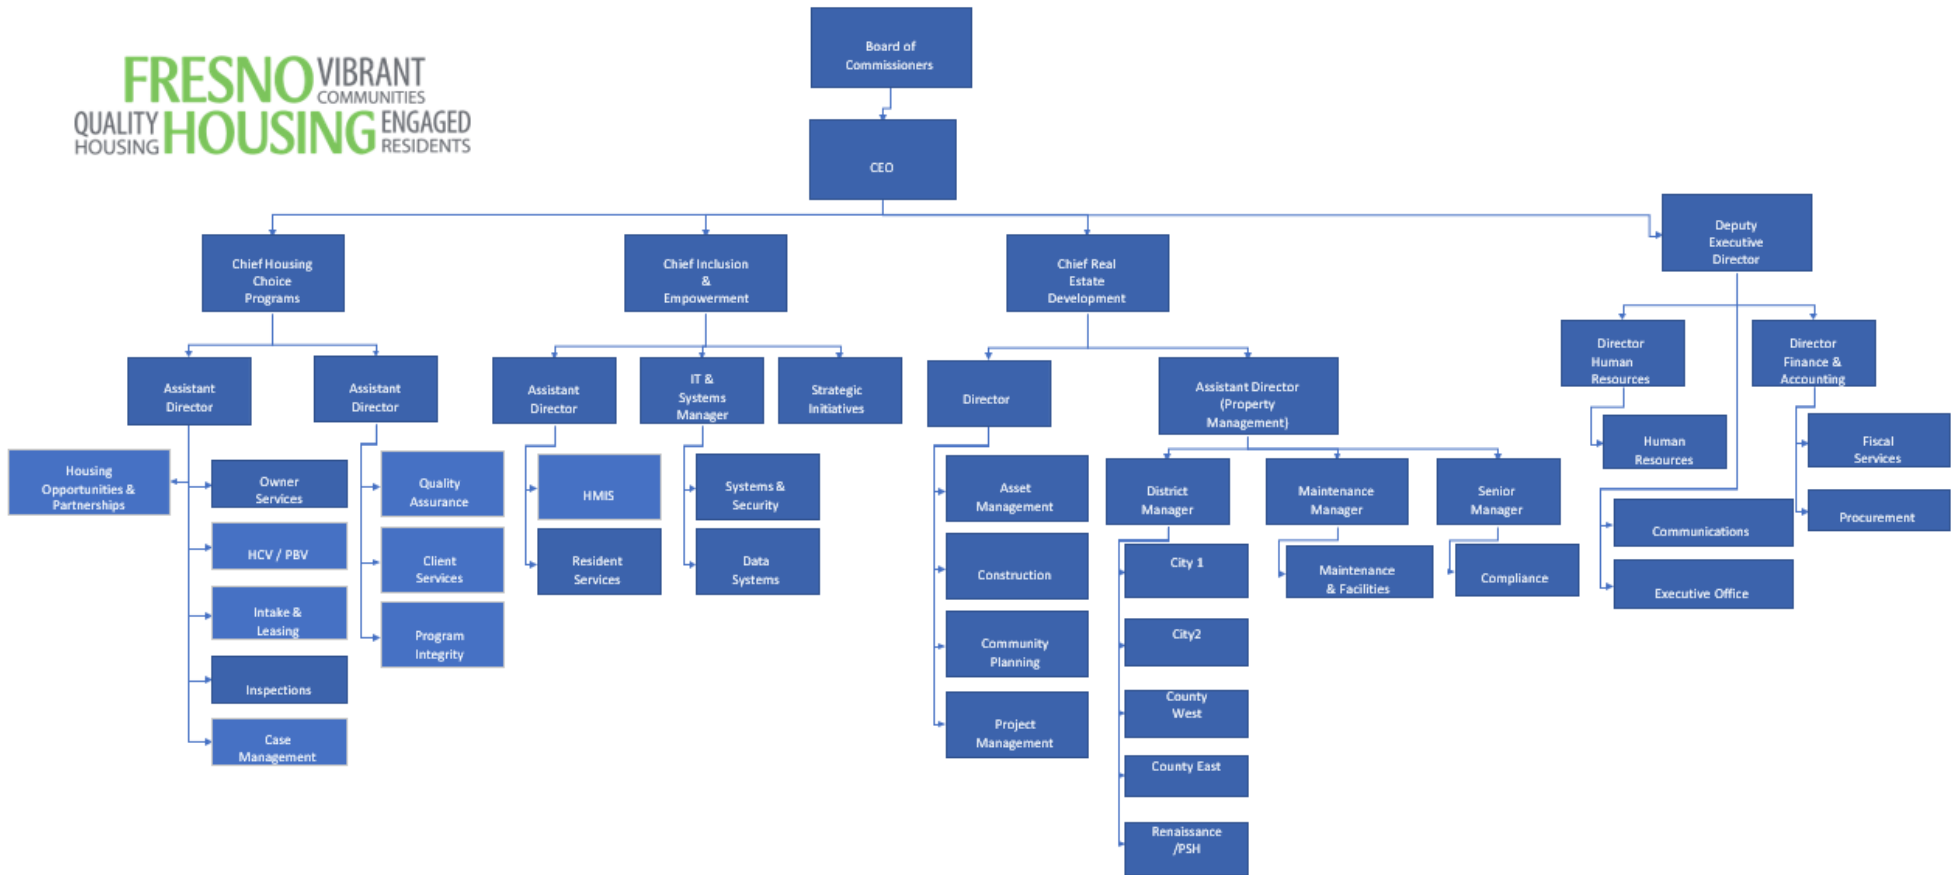 FRESNO VIBRANT
COMMUNITIES
QUALITY
HOUSING HOUSING ENGAGED
RESIDENTS
Board of
Commissioners
CEO
Chief Housing
Choice
Programs
Chief Inclusion
&
Empowerment
Chief Real
Estate
Development
Deputy
Executive
Director
Assistant
Director
Assistant
Director
Housing
Opportunities &
Partnerships
Owner
Services
HCV / PBV
Intake &
Leasing
Inspections
Case
Management
Quality
Assurance
Client
Services
Program
Integrity
Assistant
Director
IT &
Systems
Manager
Strategic
Initiatives
HMIS
Resident
Services
Systems &
Security
Data
Systems
Director
Assistant Director
(Property
Management)
Asset
Management
Construction
Community
Planning
Project
Management
District
Manager
Maintenance
Manager
Senior
Manager
City 1
City2
County
West
County East
Renaissance
/PSH
Maintenance
& Facilities
Compliance
Director
Human
Resources
Director
Finance &
Accounting
Human
Resources
Communications
Executive Office
Fiscal
Services
Procurement